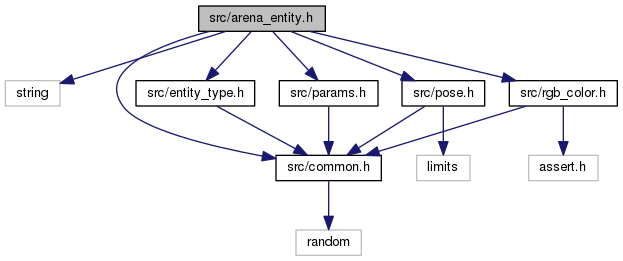 src/arena_entity.h
string
src/entity_type.h
src/params.h
src/pose.h
src/rgb_color.h
src/common.h
limits
assert.h
random